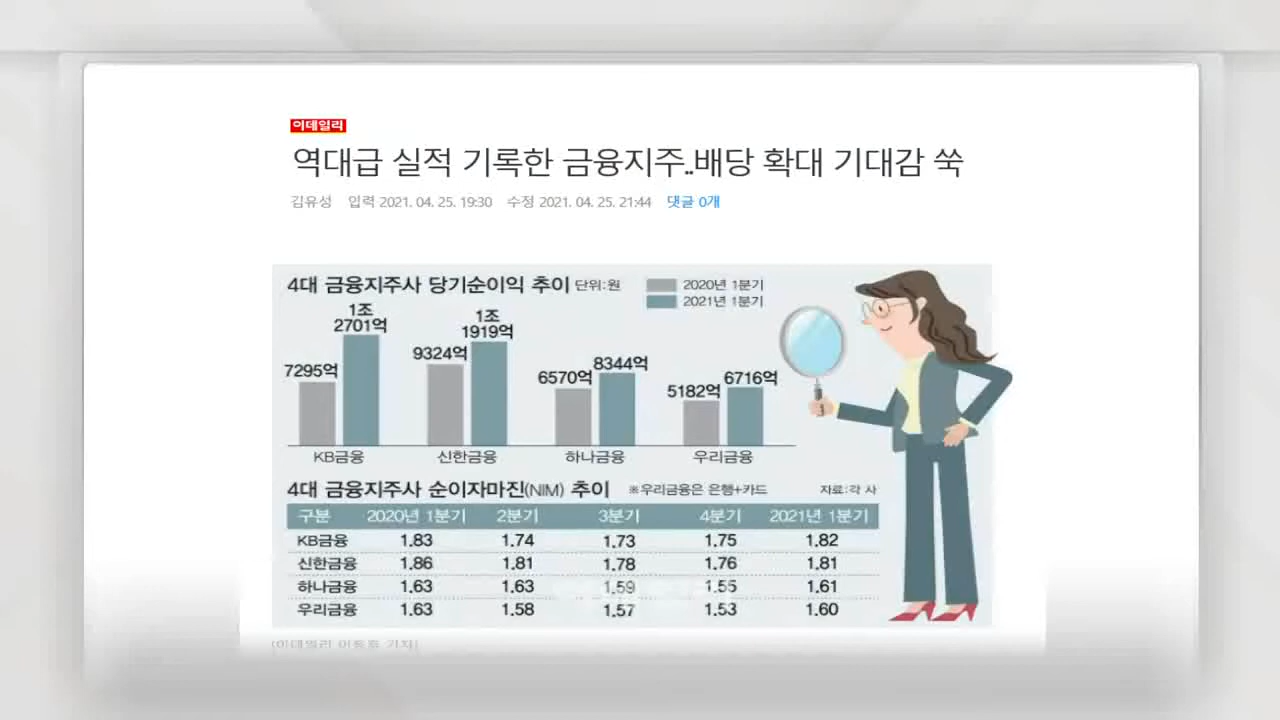 이데일리
역대급 실적 기록한 금융지주..배당 확대 기대감 쑥
김유성 입력 2021. 04. 25. 19:30 수정 2021. 04. 25. 21:44 댓글 0개
4대 금융지주사 당기순이익 추이 단위:원
2020년 1분기
2021년 1분기
7295억 1조 2701억 9324억 1조 1919억 6570억 8344억 5182억 6716억
KB금융 신한금융 하나금융 우리금융
4대 금융지주사 순이자마진(NIM) 추이 ※우리금융은 은행+카드 자료:각 사
구분 2020년 1분기 2분기 3분기 4분기 2021년 1분기
KB금융 1.83 1.74 1.73 1.75 1.82
신한금융 1.86 1.81 1.78 1.76 1.81
하나금융 1.63 1.63 1.59 1.55 1.61
우리금융 1.63 1.58 1.57 1.53 1.60